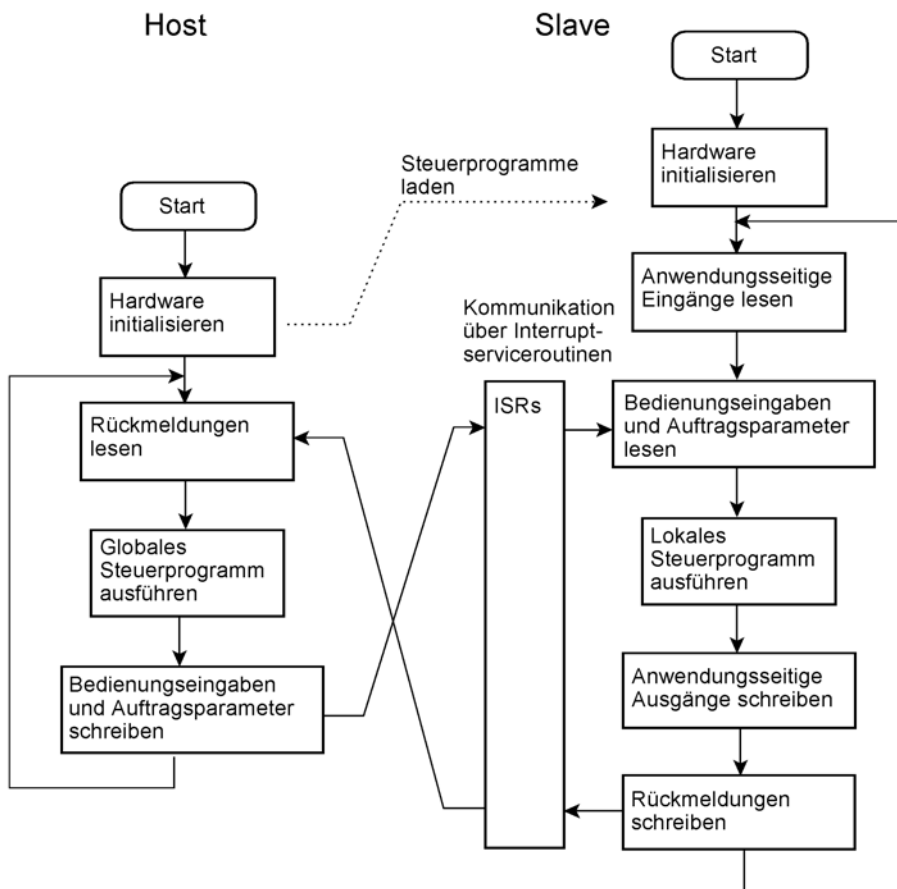 Host
Slave
Start
Hardware
initialisieren
Steuerprogramme
laden
Start
Anwendungsseitige
Eingänge lesen
Hardware
initialisieren
Kommunikation
über Interrupt-
serviceroutinen
Rückmeldungen
lesen
ISRs
Bedienungseingaben
und Auftragsparameter
lesen
Globales
Steuerprogramm
ausführen
Lokales
Steuerprogramm
ausführen
Bedienungseingaben
und Auftragsparameter
schreiben
Anwendungsseitige
Ausgänge schreiben
Rückmeldungen
schreiben